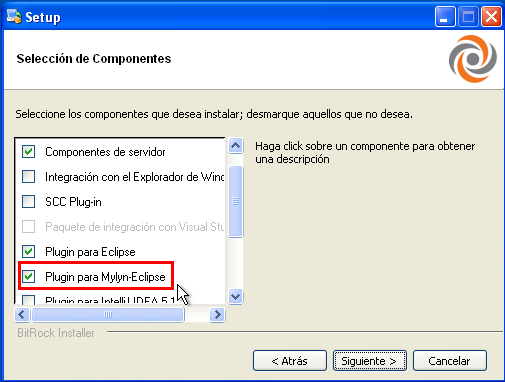 Setup
Selección de Componentes
Seleccione los componentes que desea instalar; desmarque aquellos que no desea.
Componentes de servidor
Haga click sobre un componente para obtener
una descripción
Integración con el Explorador de Wind
SCC Plug-in
Paquete de integración con Visual Stu
Plugin para Eclipse
Plugin para Mylyn-Eclipse
Plugin para IntelliJ IDEA 5.1
BitRock Installer
< Atrás
Siguiente >
Cancelar